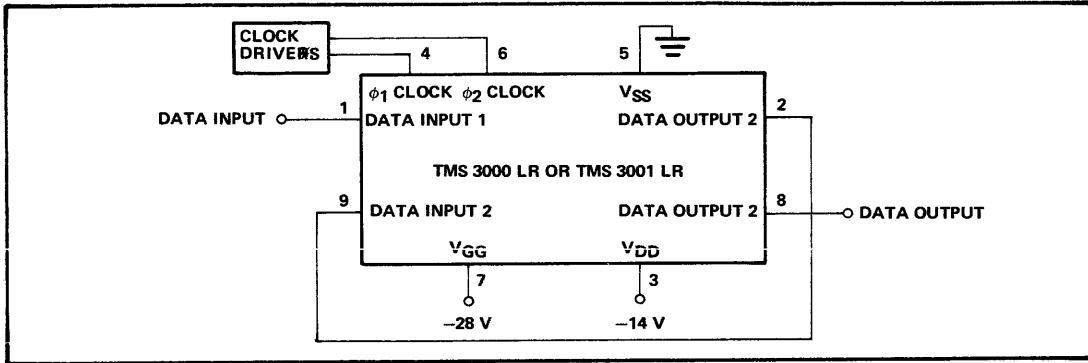 CLOCK
DRIVERS
4
6
5
ϕ1 CLOCK ϕ2 CLOCK
VSS
1
2
DATA INPUT
DATA INPUT 1
DATA OUTPUT 2
TMS 3000 LR OR TMS 3001 LR
9
8
DATA INPUT 2
DATA OUTPUT 2
DATA OUTPUT
VGG
VDD
7
3
−28 V
−14 V